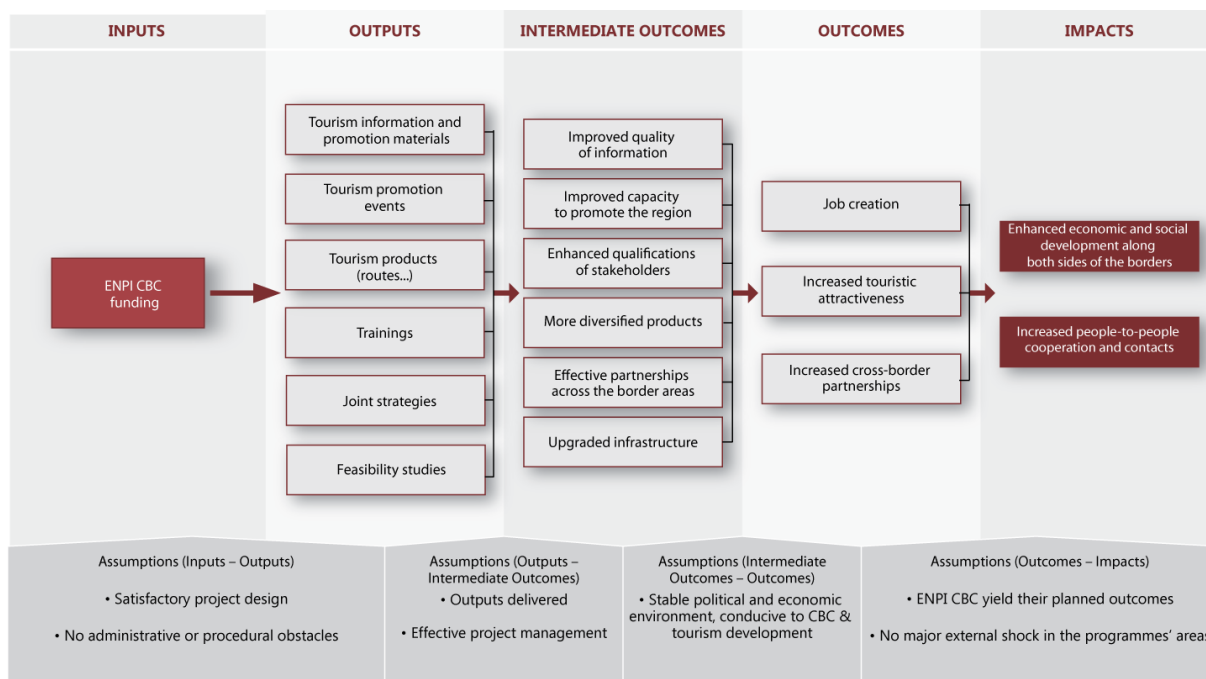 INPUTS
OUTPUTS
INTERMEDIATE OUTCOMES
OUTCOMES
IMPACTS
ENPI CBC
funding
Tourism information and
promotion materials
Tourism promotion
events
Tourism products
(routes...)
Trainings
Joint strategies
Feasibility studies
Improved quality
of information
Improved capacity
to promote the region
Enhanced qualifications
of stakeholders
More diversified products
Effective partnerships
across the border areas
Upgraded infrastructure
Job creation
Increased touristic
attractiveness
Increased cross-border
partnerships
Enhanced economic and social
development along
both sides of the borders
Increased people-to-people
cooperation and contacts
Assumptions (Inputs – Outputs)
• Satisfactory project design
• No administrative or procedural obstacles
Assumptions (Outputs –
Intermediate Outcomes)
• Outputs delivered
• Effective project management
Assumptions (Intermediate
Outcomes – Outcomes)
• Stable political and economic
environment, conducive to CBC &
tourism development
Assumptions (Outcomes – Impacts)
• ENPI CBC yield their planned outcomes
• No major external shock in the programmes' areas